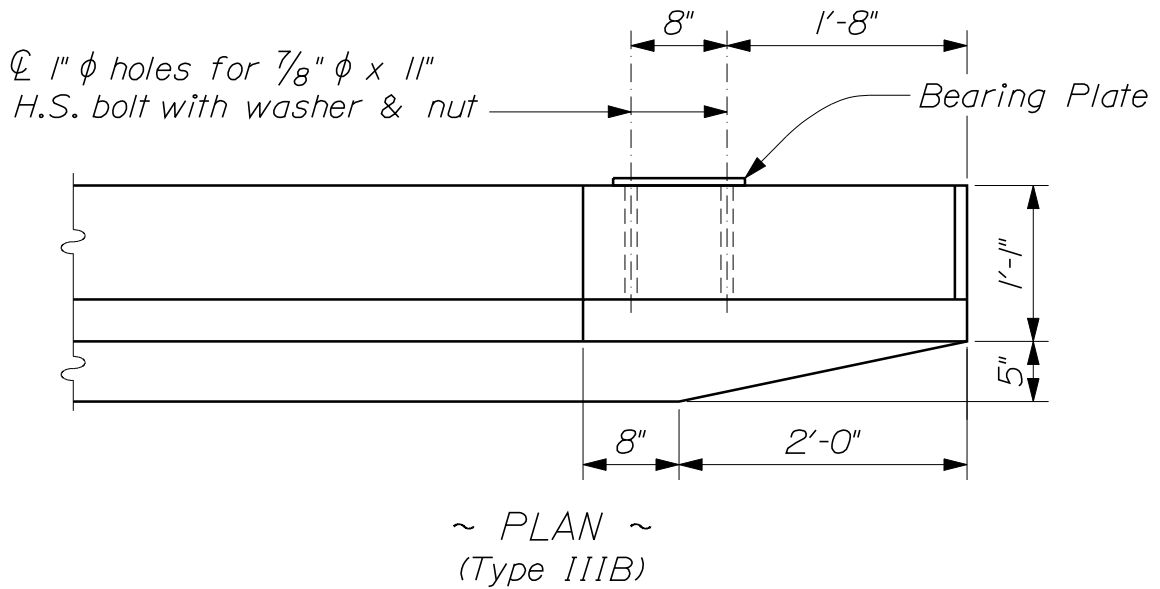 8"
1'-8"
℄ 1" ϕ holes for 7/8" ϕ x 11"
H.S. bolt with washer & nut
Bearing Plate
1'-1"
5"
8"
2'-0"
~ PLAN ~
(Type IIIB)